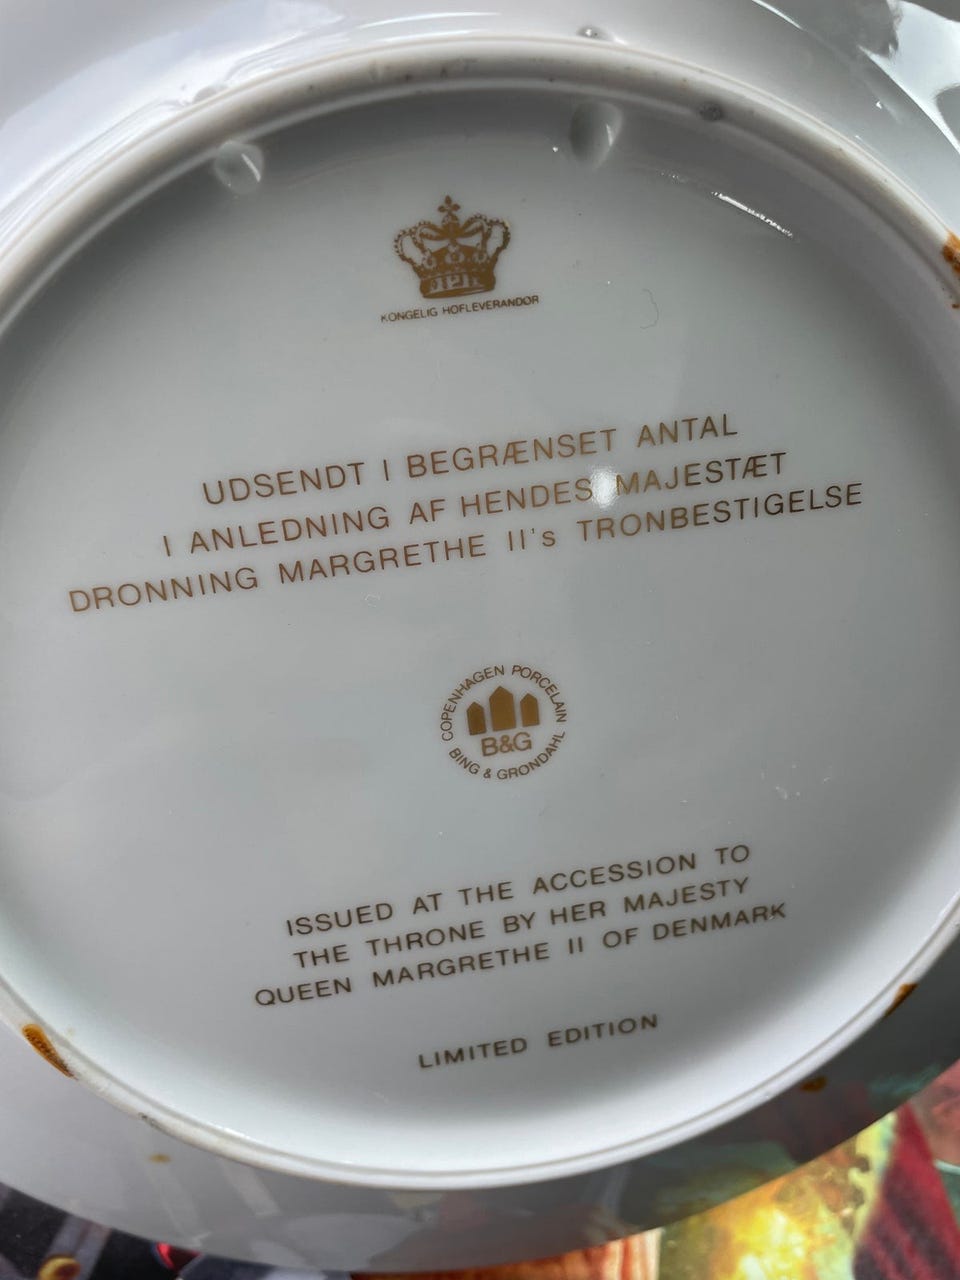 KONGELIG HOFLEVERANDØR
UDSENDT I BEGRÆNSET ANTAL
I ANLEDNING AF HENDES MAJESTÆT
DRONNING MARGRETHE II's TRONBESTIGELSE
COPENHAGEN PORCELAIN
B&G
BING & GRONDAHL
ISSUED AT THE ACCESSION TO
THE THRONE BY HER MAJESTY
QUEEN MARGRETHE II OF DENMARK
LIMITED EDITION